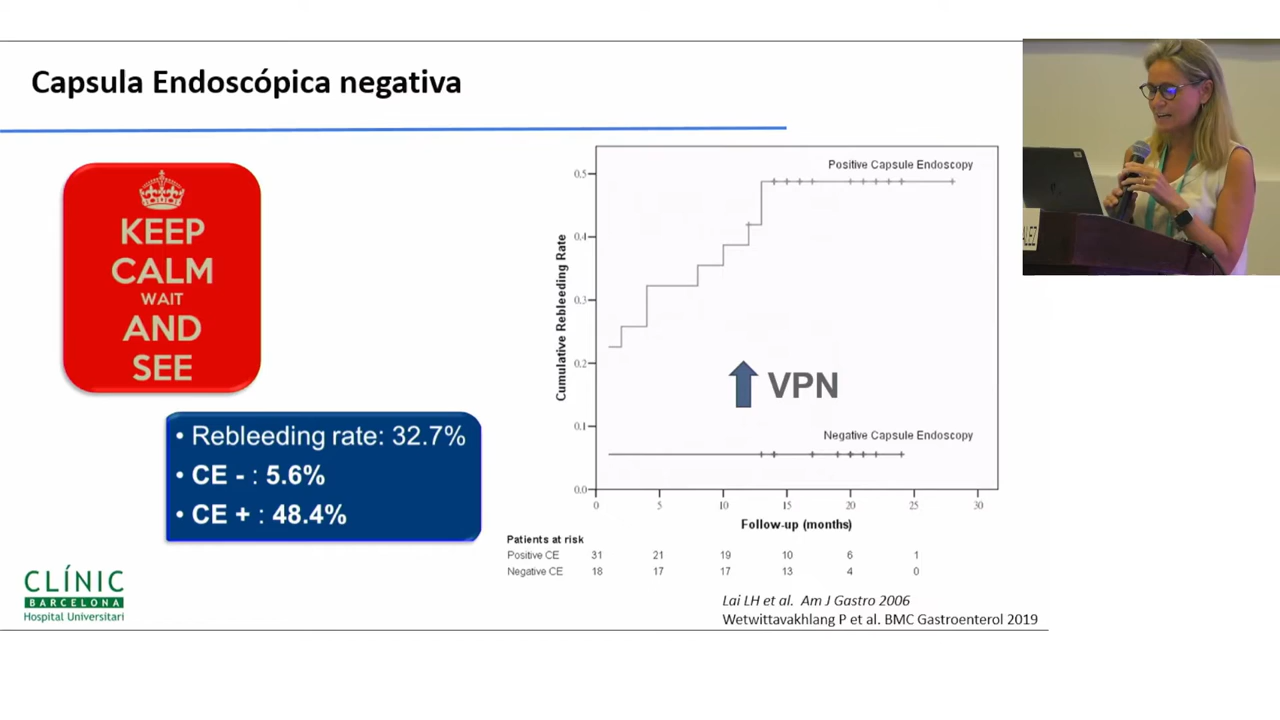 Capsula Endoscópica negativa
KEEP
CALM
WAIT
AND
SEE
• Rebleeding rate: 32.7%
• CE - : 5.6%
• CE + : 48.4%
CLÍNIC
BARCELONA
Hospital Universitari
Positive Capsule Endoscopy
Cumulative Rebleeding Rate
0.5
0.4
0.3
0.2
0.1
0.0
VPN
Negative Capsule Endoscopy
0 5 10 15 20 25 30
Follow-up (months)
Patients at risk
Positive CE 31 21 19 10 6 1
Negative CE 18 17 17 13 4 0
Lai LH et al. Am J Gastro 2006
Wetwittavakhlang P et al. BMC Gastroenterol 2019
ALEZ